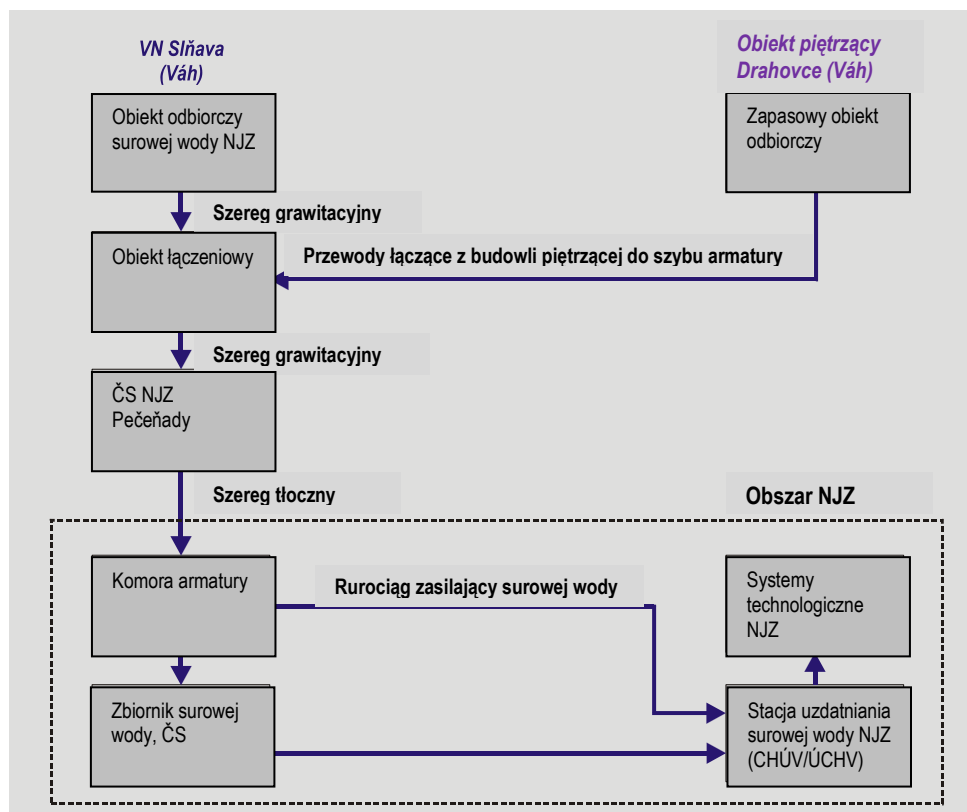 VN Slňava
(Váh)
Obiekt piętrzący
Drahovce (Váh)
Obiekt odbiorczy
surowej wody NJZ
Zapasowy obiekt
odbiorczy
Szereg grawitacyjny
Obiekt łączeniowy
Przewody łączące z budowli piętrzącej do szybu armatury
Szereg grawitacyjny
ČS NJZ
Pečeňady
Szereg tłoczny
Obszar NJZ
Komora armatury
Rurociąg zasilający surowej wody
Systemy
technologiczne
NJZ
Zbiornik surowej
wody, ČS
Stacja uzdatniania
surowej wody NJZ
(CHÚV/ÚCHV)